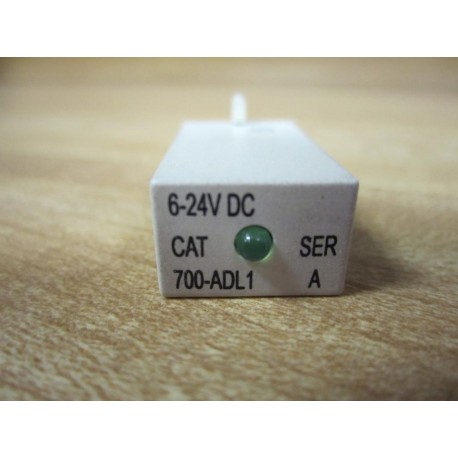 6-24V DC
CAT SER
700-ADL1 A